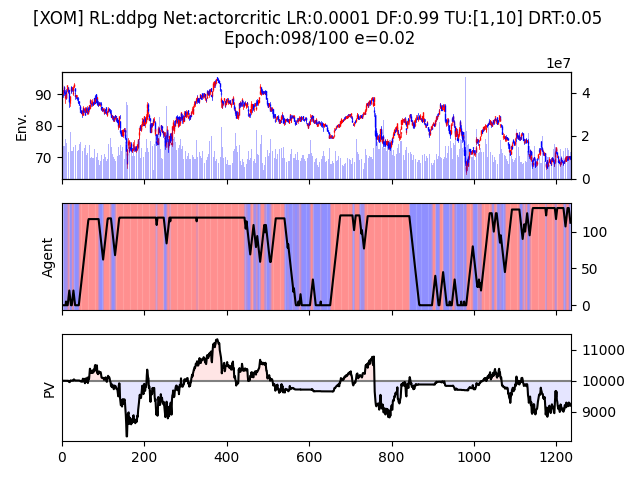 [XOM] RL:ddpg Net:actorcritic LR:0.0001 DF:0.99 TU:[1,10] DRT:0.05
Epoch:098/100 e=0.02
1e7
Env.
90
80
70
4
2
0
Agent
100
50
0
PV
11000
10000
9000
0 200 400 600 800 1000 1200